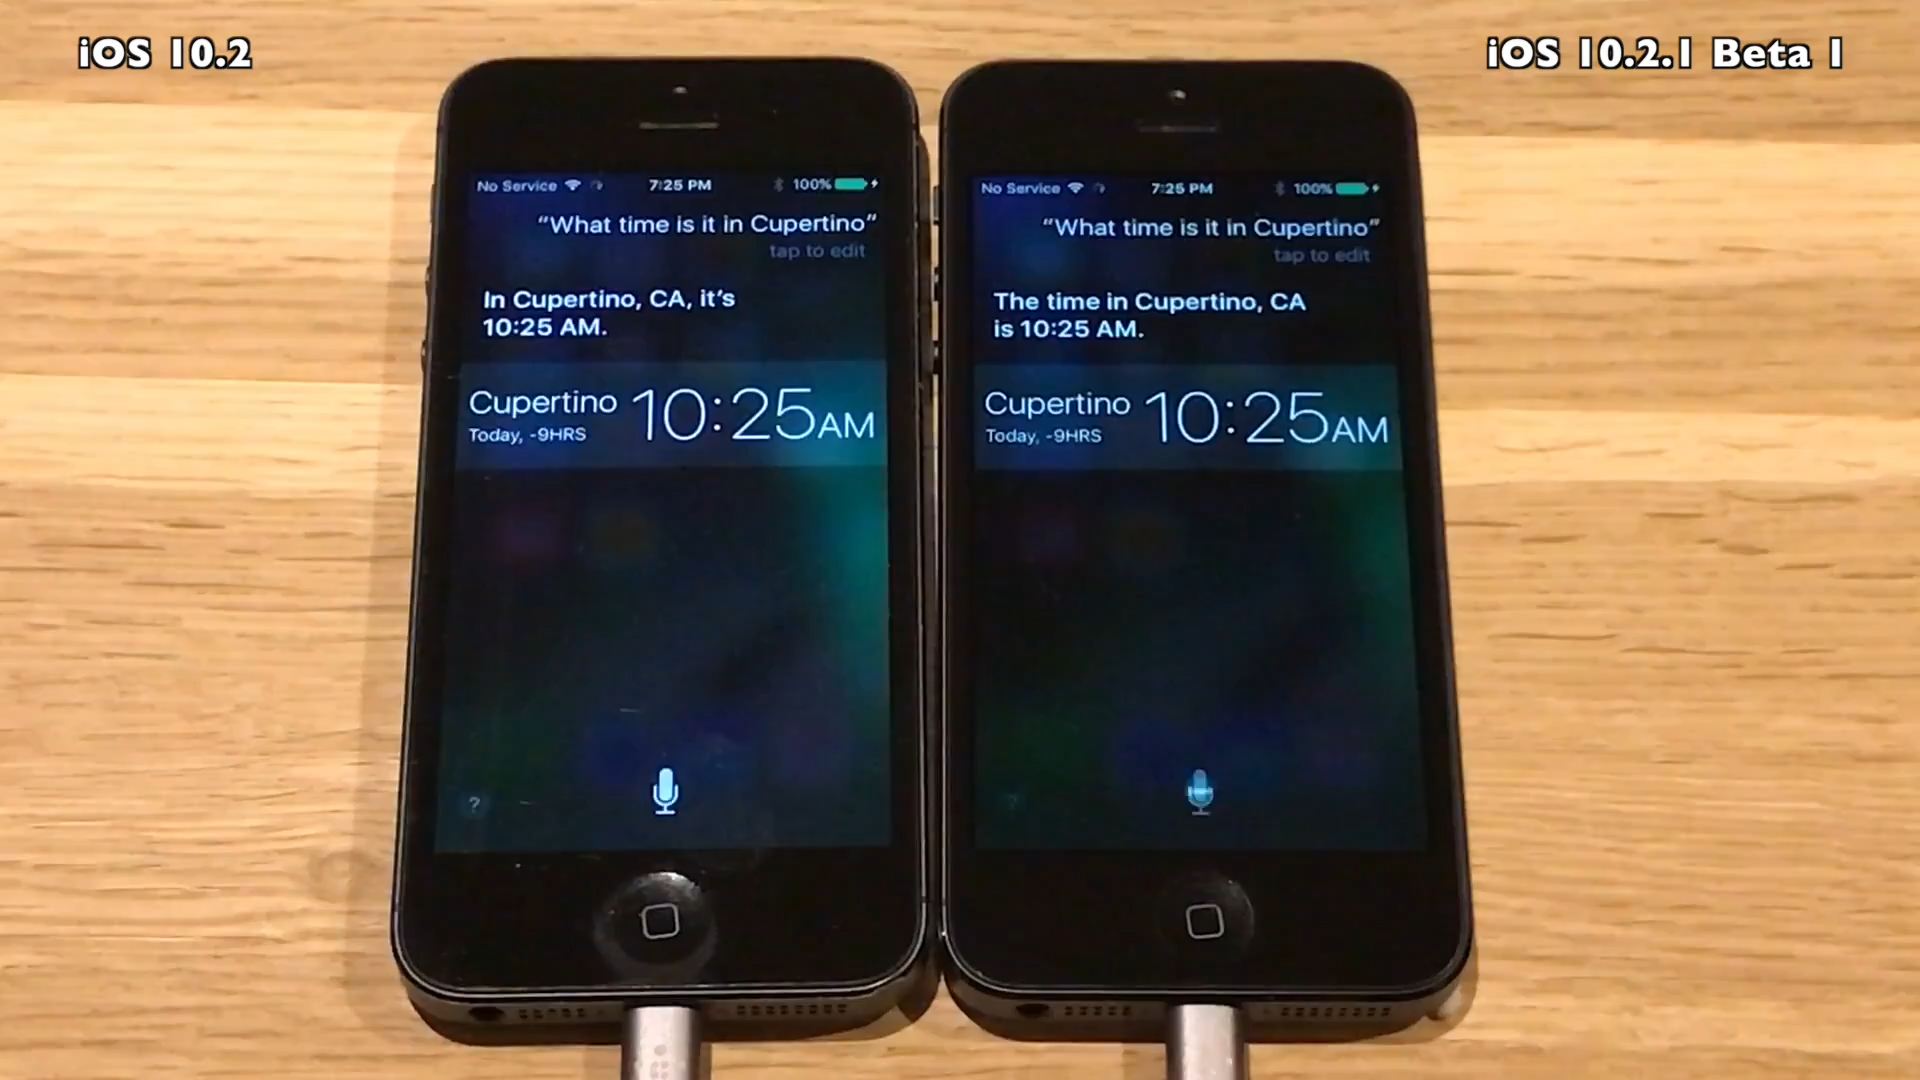 iOS 10.2
iOS 10.2.1 Beta 1
No Service 7:25 PM 100%
“What time is it in Cupertino”
tap to edit
In Cupertino, CA, it’s
10:25 AM.
Cupertino 10:25AM
Today, -9HRS
?
No Service 7:25 PM 100%
“What time is it in Cupertino”
tap to edit
The time in Cupertino, CA
is 10:25 AM.
Cupertino 10:25AM
Today, -9HRS
?